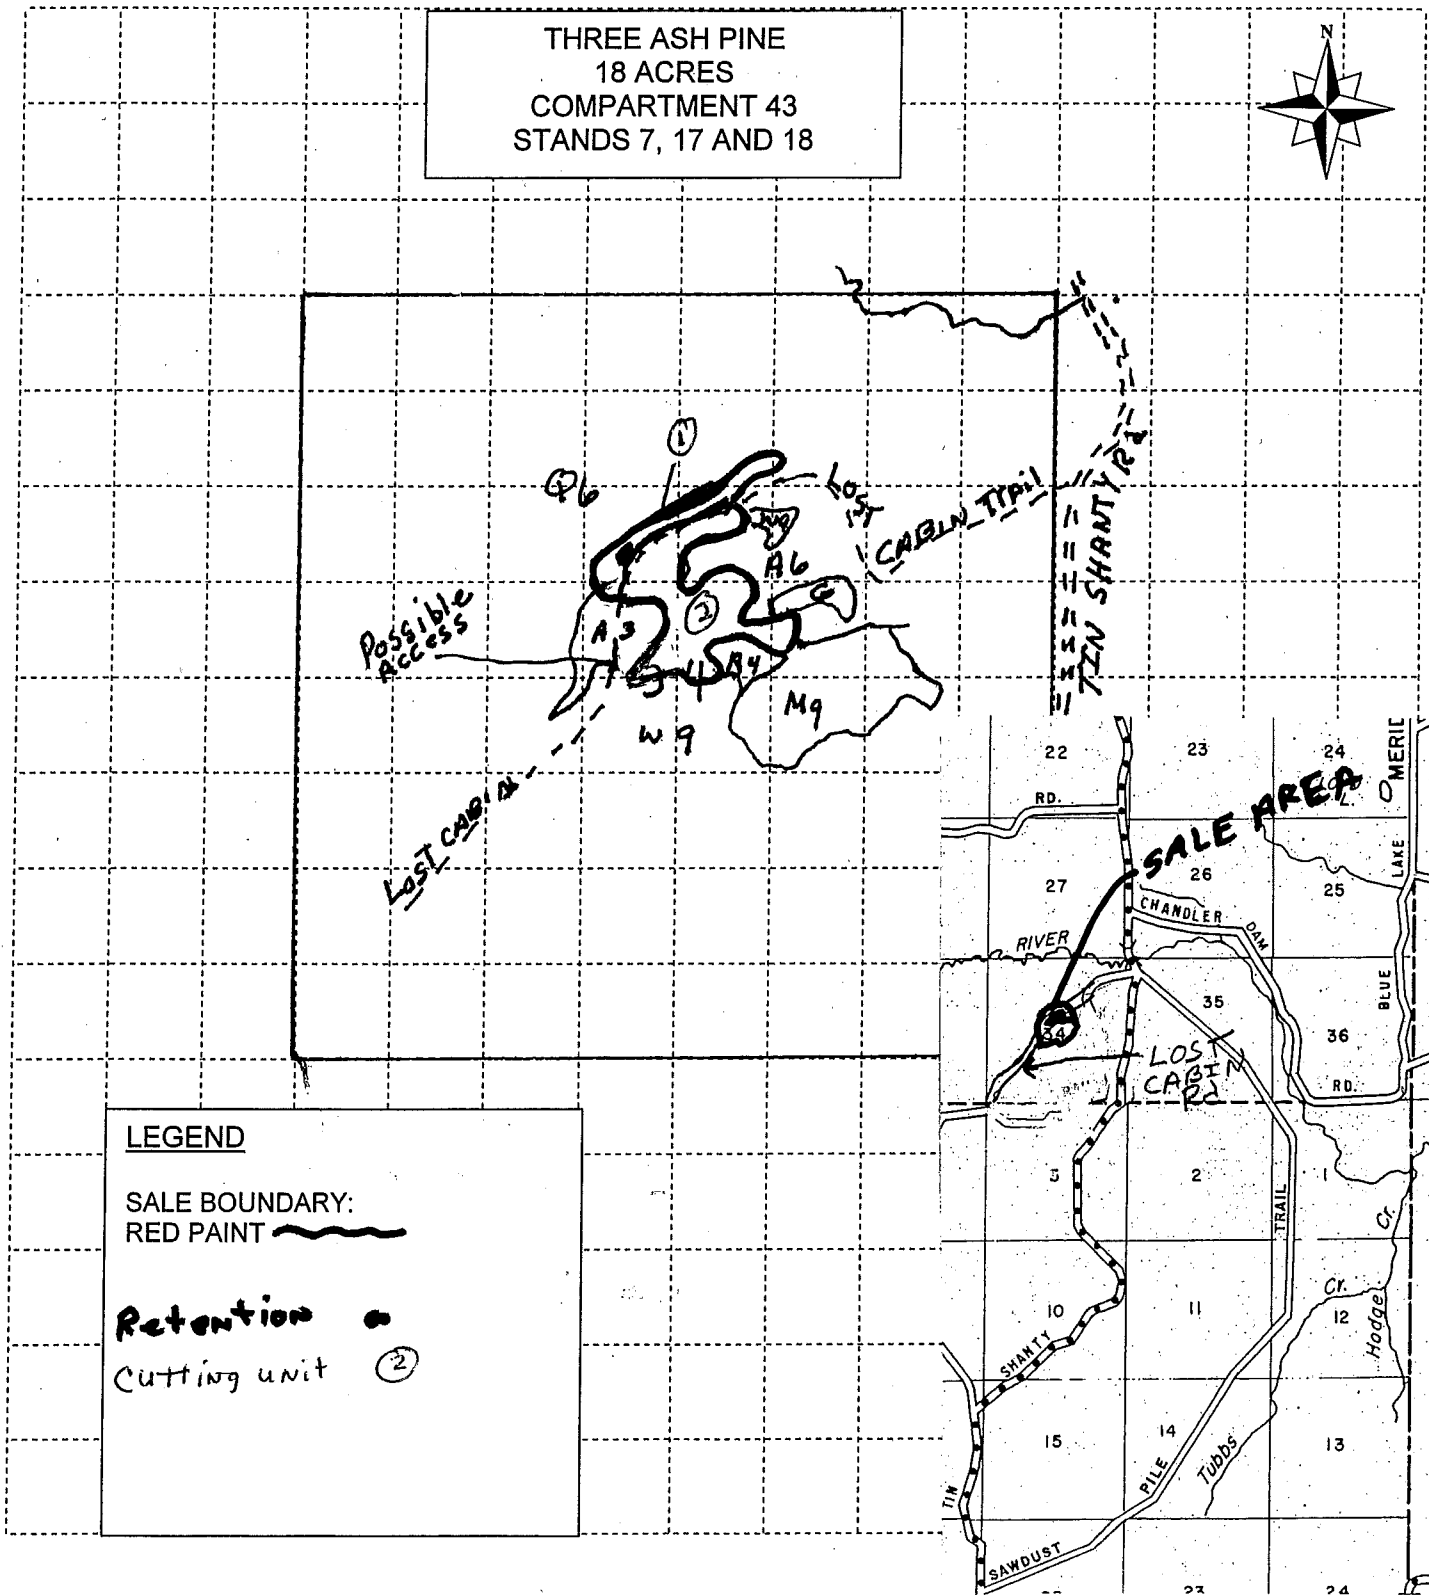 THREE ASH PINE
18 ACRES
COMPARTMENT 43
STANDS 7, 17 AND 18
N
1
Q6
LOST
CABIN TRail
TIN SHANTY Rd
A6
G
2
A 3
Possible
Access
B4
M9
W 9
LOST CABIN
22
23
24
MERID
RD.
SALE AREA
27
26
25
LAKE
CHANDLER
DAM
RIVER
35
BLUE
34
36
LOST
CABIN
Rd
RD.
2
1
TRAIL
Cr.
10
11
Cr.
12
Hodge
SHANTY
15
14
13
Tubbs
PILE
TIN
SAWDUST
23
24
LEGEND
SALE BOUNDARY:
RED PAINT
Retention
Cutting unit 2